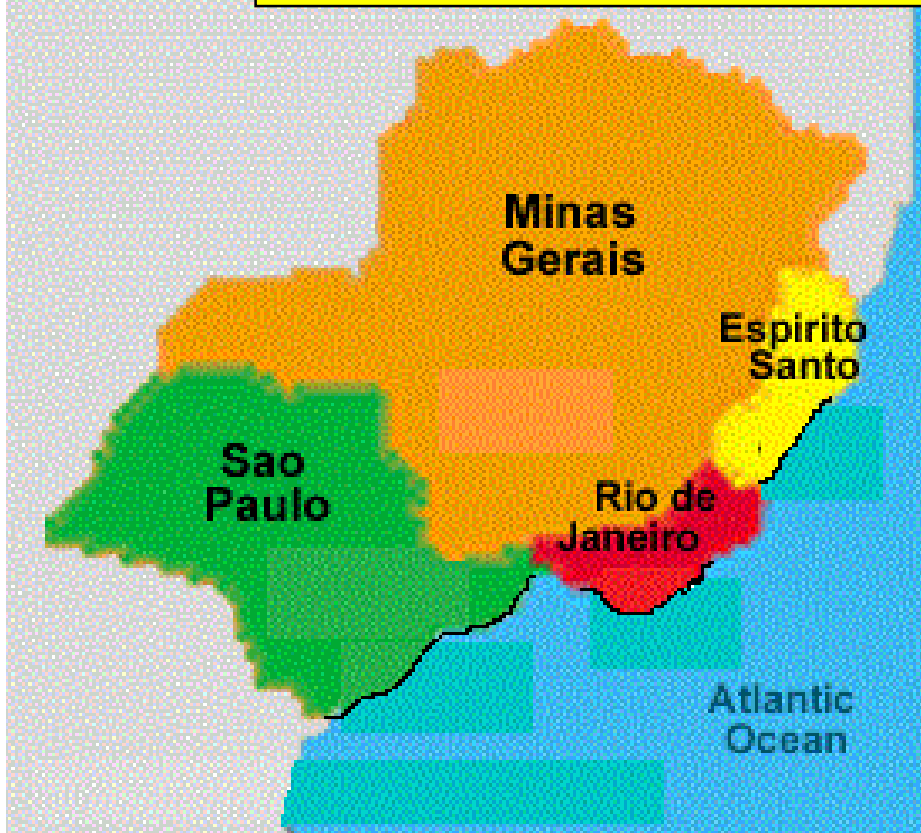 Minas
Gerais
Espirito
Santo
Sao
Paulo
Rio de
Janeiro
Atlantic
Ocean